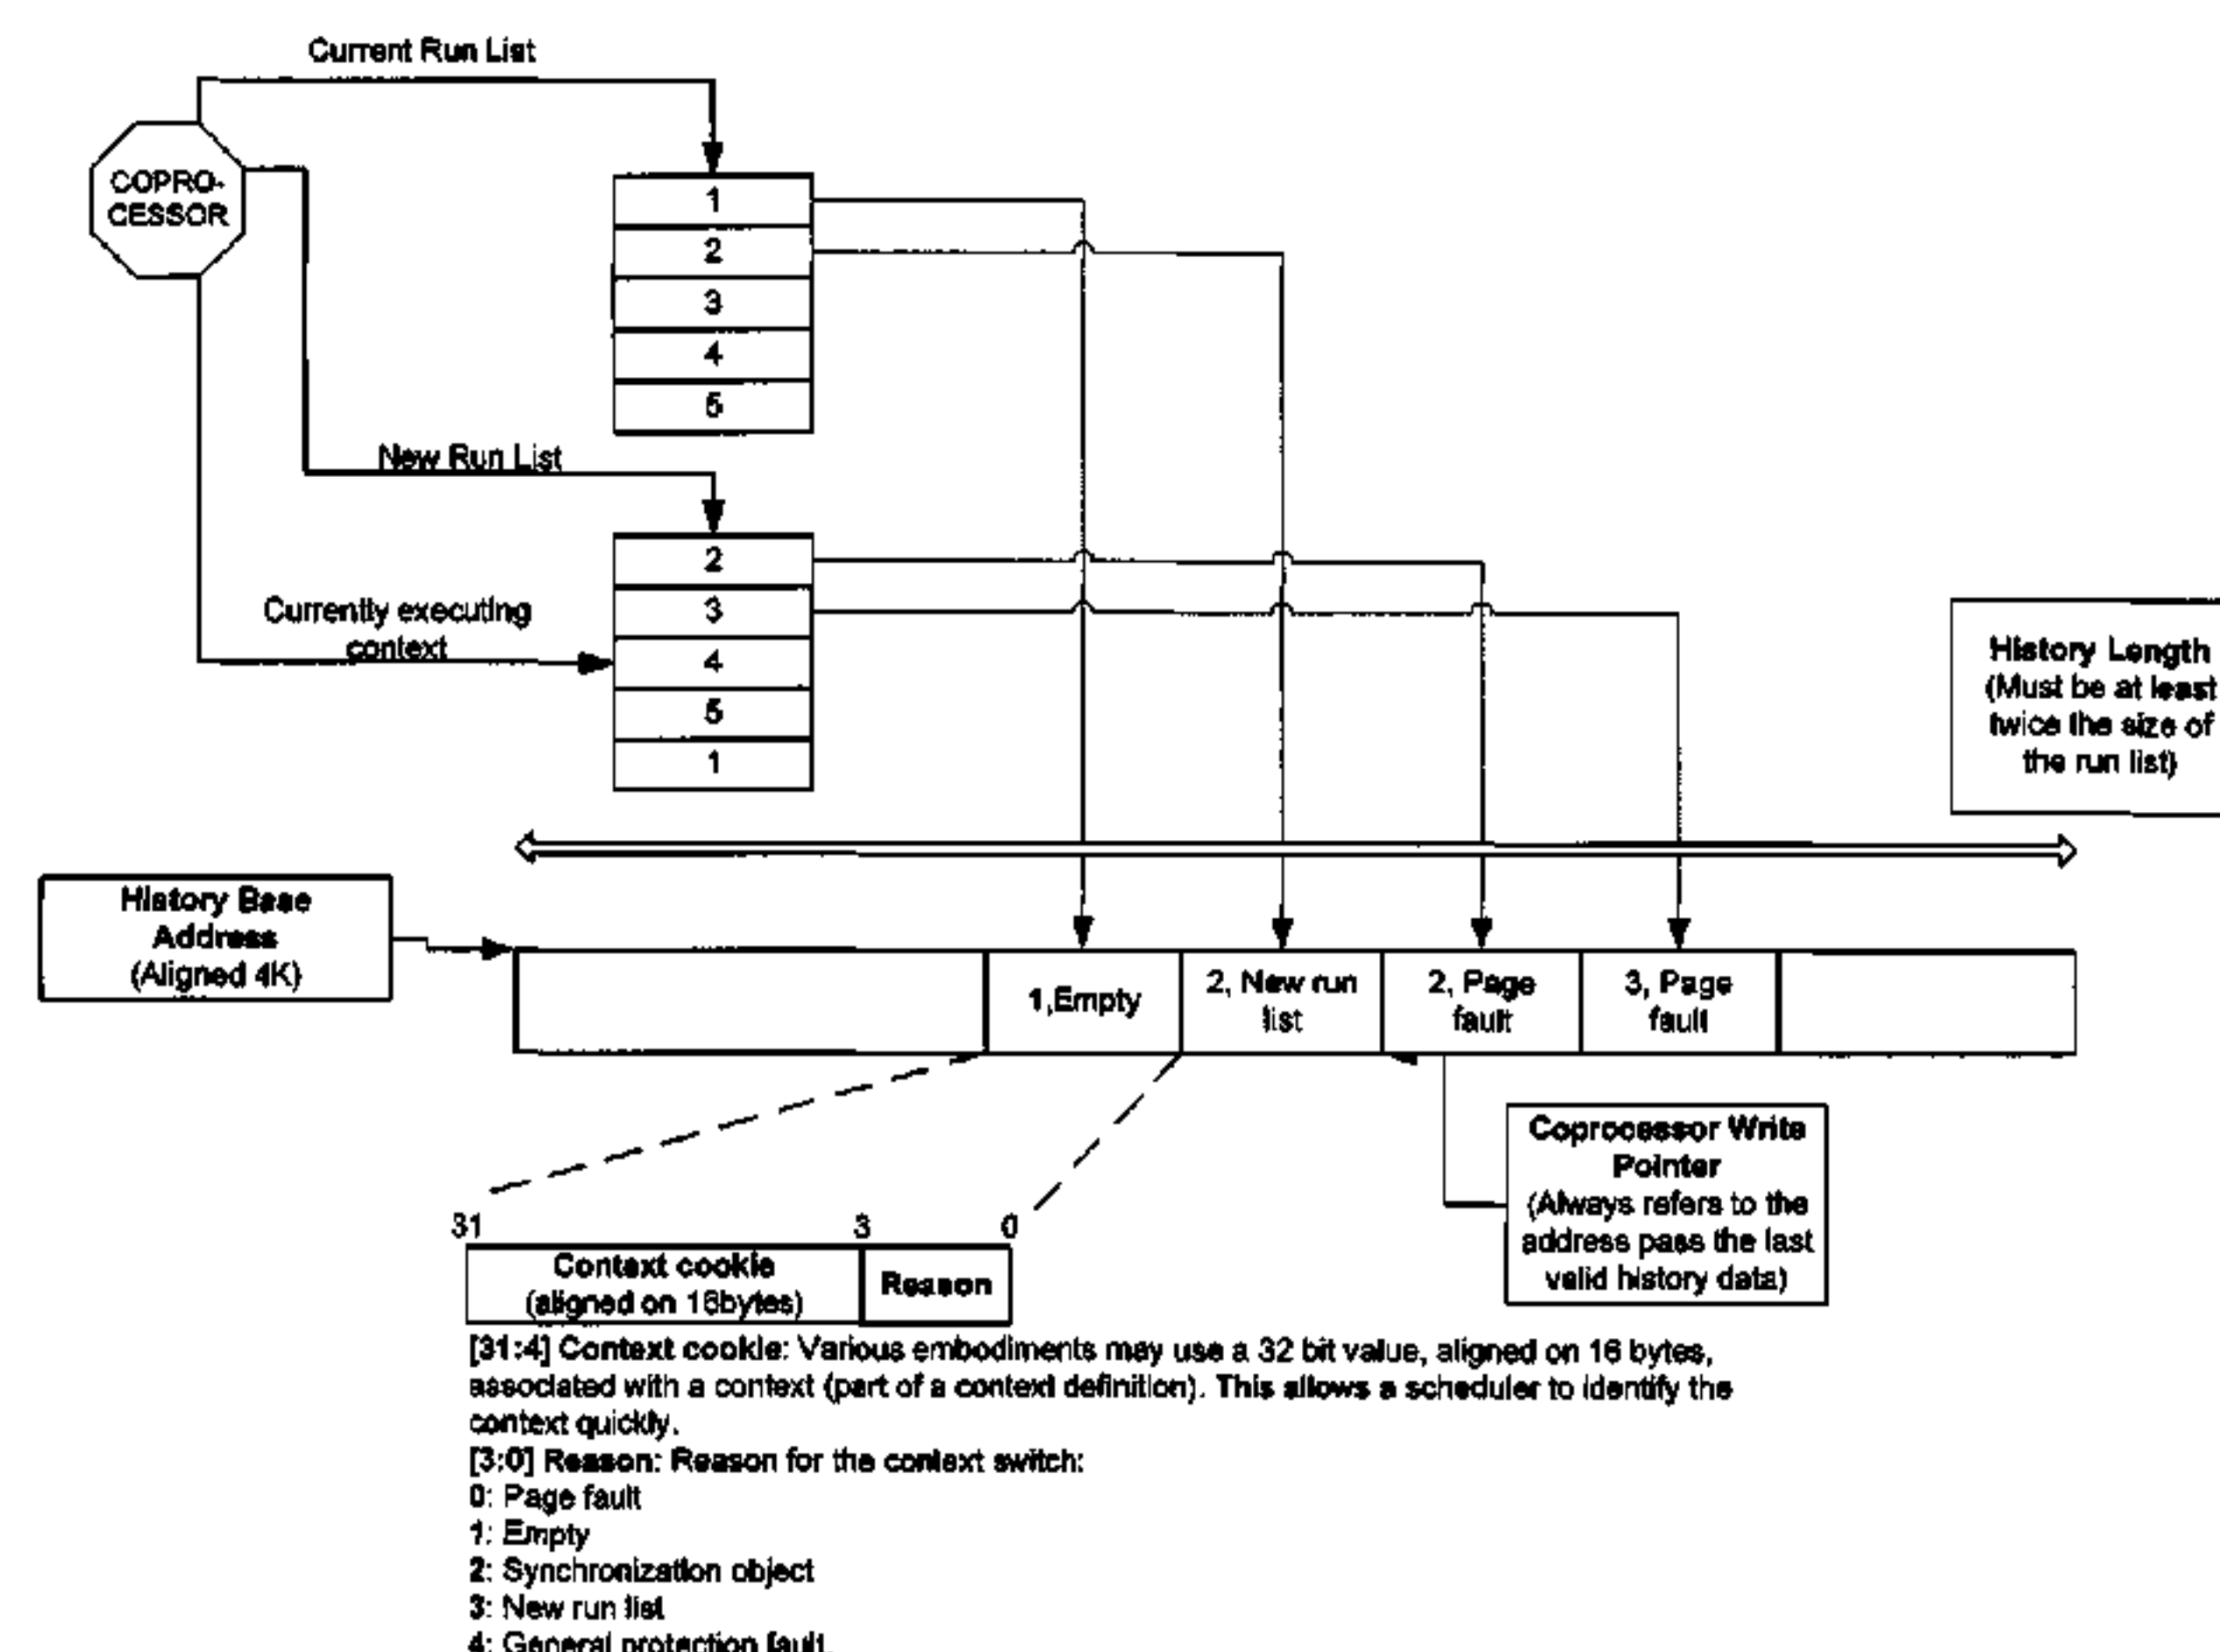 Current Run List
COPRO-
CESSOR
1
2
3
4
5
New Run List
2
3
4
5
1
Currently executing
context
History Length
(Must be at least
twice the size of
the run list)
History Base
Address
(Aligned 4K)
1,Empty
2, New run
list
2, Page
fault
3, Page
fault
Coprocessor Write
Pointer
(Always refers to the
address pass the last
valid history data)
31
3
0
Context cookie
(aligned on 16bytes)
Reason
[31:4] Context cookie: Various embodiments may use a 32 bit value, aligned on 16 bytes,
associated with a context (part of a context definition). This allows a scheduler to identify the
context quickly.
[3:0] Reason: Reason for the context switch:
0: Page fault
1: Empty
2: Synchronization object
3: New run list
4: General protection fault.